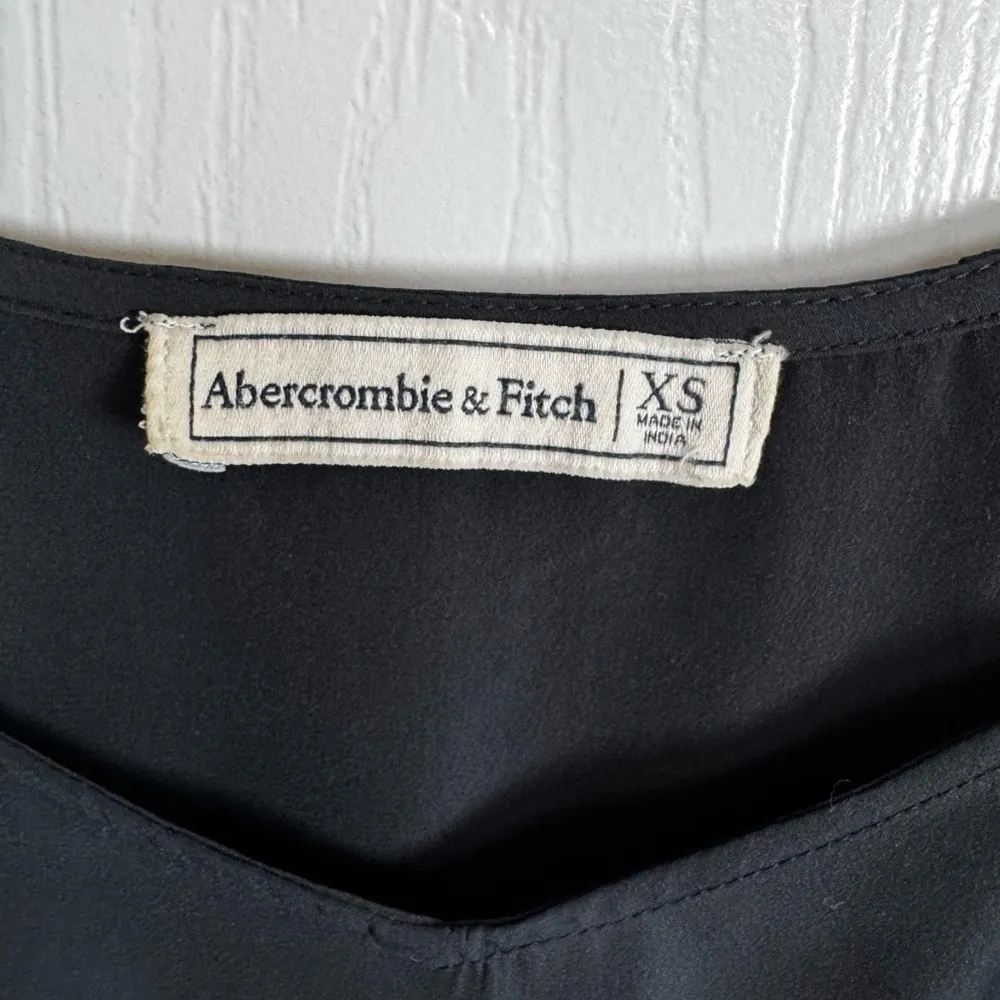 Abercrombie & Fitch
XS
MADE IN
INDIA